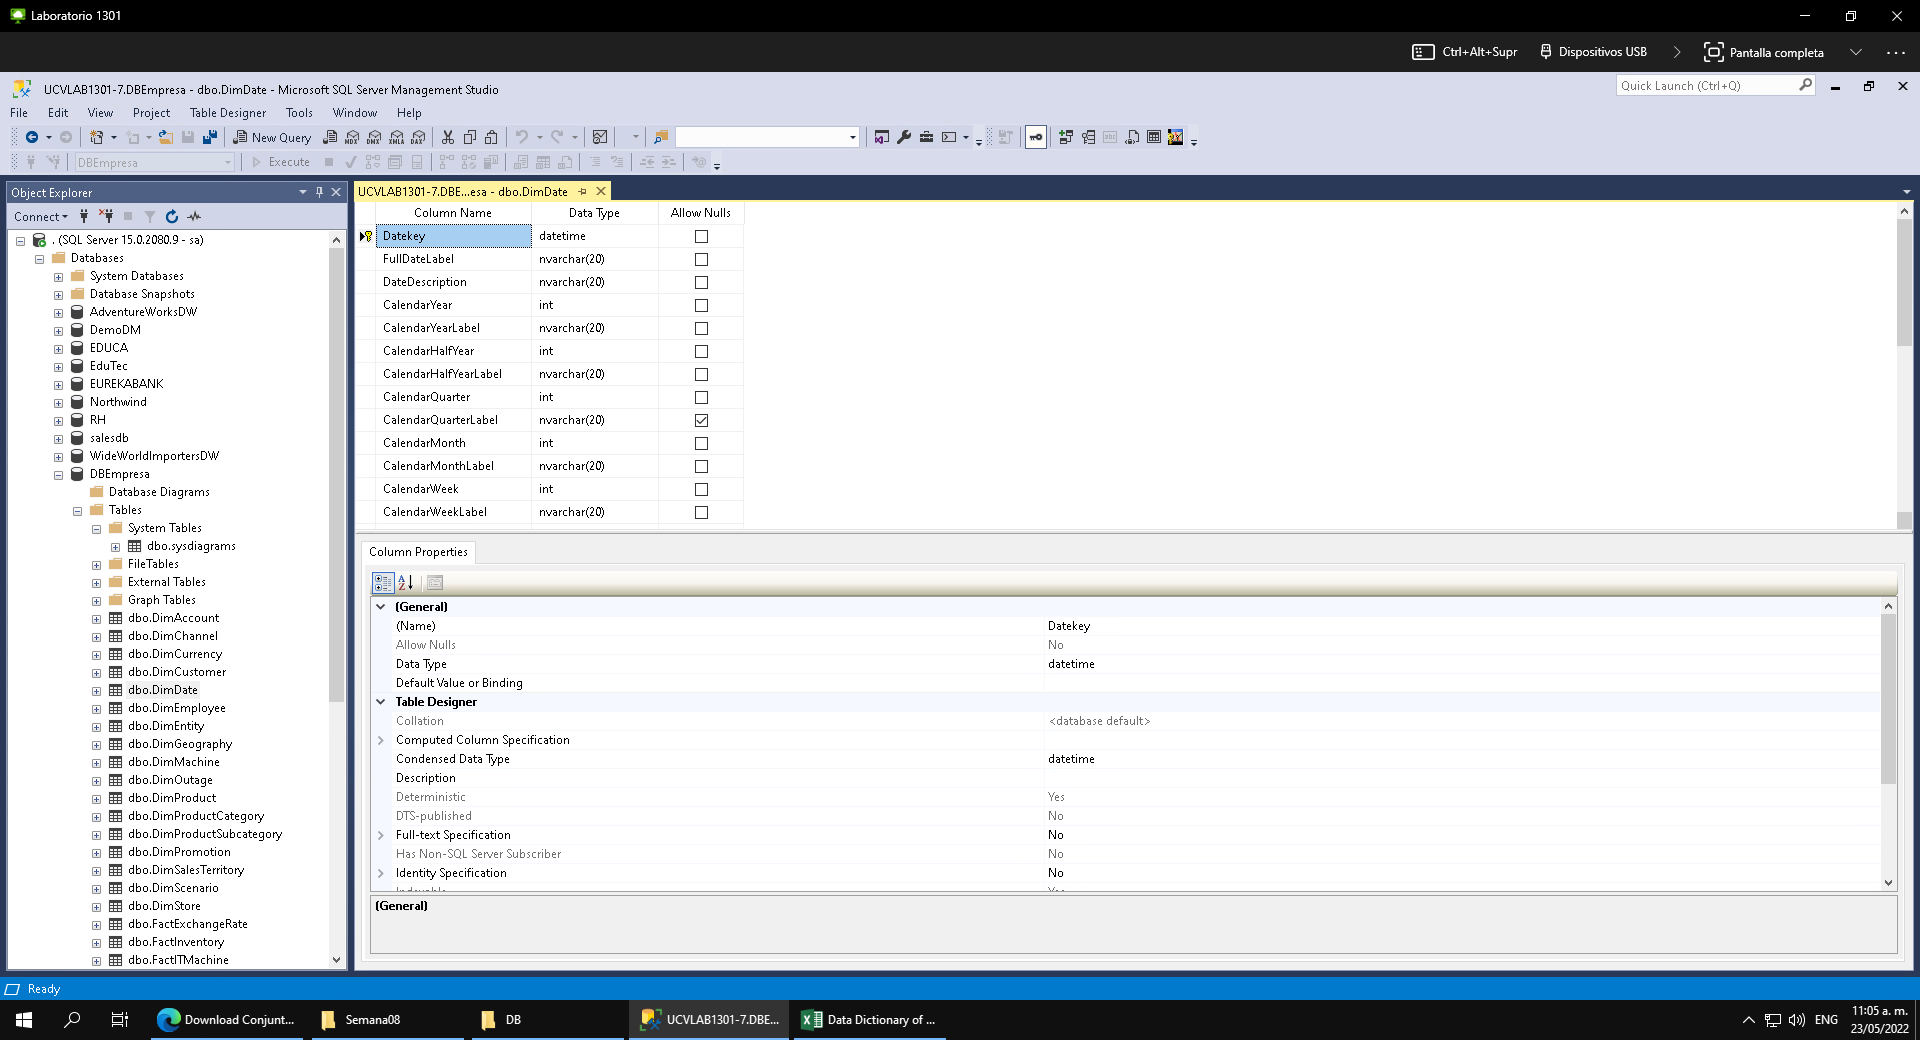 Laboratorio 1301
Ctrl+Alt+Supr
Dispositivos USB
Pantalla completa
UCVLAB1301-7.DBEmpresa - dbo.DimDate - Microsoft SQL Server Management Studio
Quick Launch (Ctrl+Q)
File Edit View Project Table Designer Tools Window Help
New Query
MDX DMX XMLA DAX
DBEmpresa
Execute
Object Explorer
UCVLAB1301-7.DBE...esa - dbo.DimDate
Connect
. (SQL Server 15.0.2080.9 - sa)
Databases
System Databases
Database Snapshots
AdventureWorksDW
DemoDM
EDUCA
EduTec
EUREKABANK
Northwind
RH
salesdb
WideWorldImportersDW
DBEmpresa
Database Diagrams
Tables
System Tables
dbo.sysdiagrams
FileTables
External Tables
Graph Tables
dbo.DimAccount
dbo.DimChannel
dbo.DimCurrency
dbo.DimCustomer
dbo.DimDate
dbo.DimEmployee
dbo.DimEntity
dbo.DimGeography
dbo.DimMachine
dbo.DimOutage
dbo.DimProduct
dbo.DimProductCategory
dbo.DimProductSubcategory
dbo.DimPromotion
dbo.DimSalesTerritory
dbo.DimScenario
dbo.DimStore
dbo.FactExchangeRate
dbo.FactInventory
dbo.FactITMachine
Column Name Data Type Allow Nulls
Datekey datetime
FullDateLabel nvarchar(20)
DateDescription nvarchar(20)
CalendarYear int
CalendarYearLabel nvarchar(20)
CalendarHalfYear int
CalendarHalfYearLabel nvarchar(20)
CalendarQuarter int
CalendarQuarterLabel nvarchar(20)
CalendarMonth int
CalendarMonthLabel nvarchar(20)
CalendarWeek int
CalendarWeekLabel nvarchar(20)
Column Properties
(General)
(Name) Datekey
Allow Nulls No
Data Type datetime
Default Value or Binding
Table Designer
Collation <database default>
Computed Column Specification
Condensed Data Type datetime
Description
Deterministic Yes
DTS-published No
Full-text Specification No
Has Non-SQL Server Subscriber No
Identity Specification No
(General)
Ready
Download Conjunt...
Semana08
DB
UCVLAB1301-7.DBE...
Data Dictionary of ...
ENG
11:05 a. m.
23/05/2022